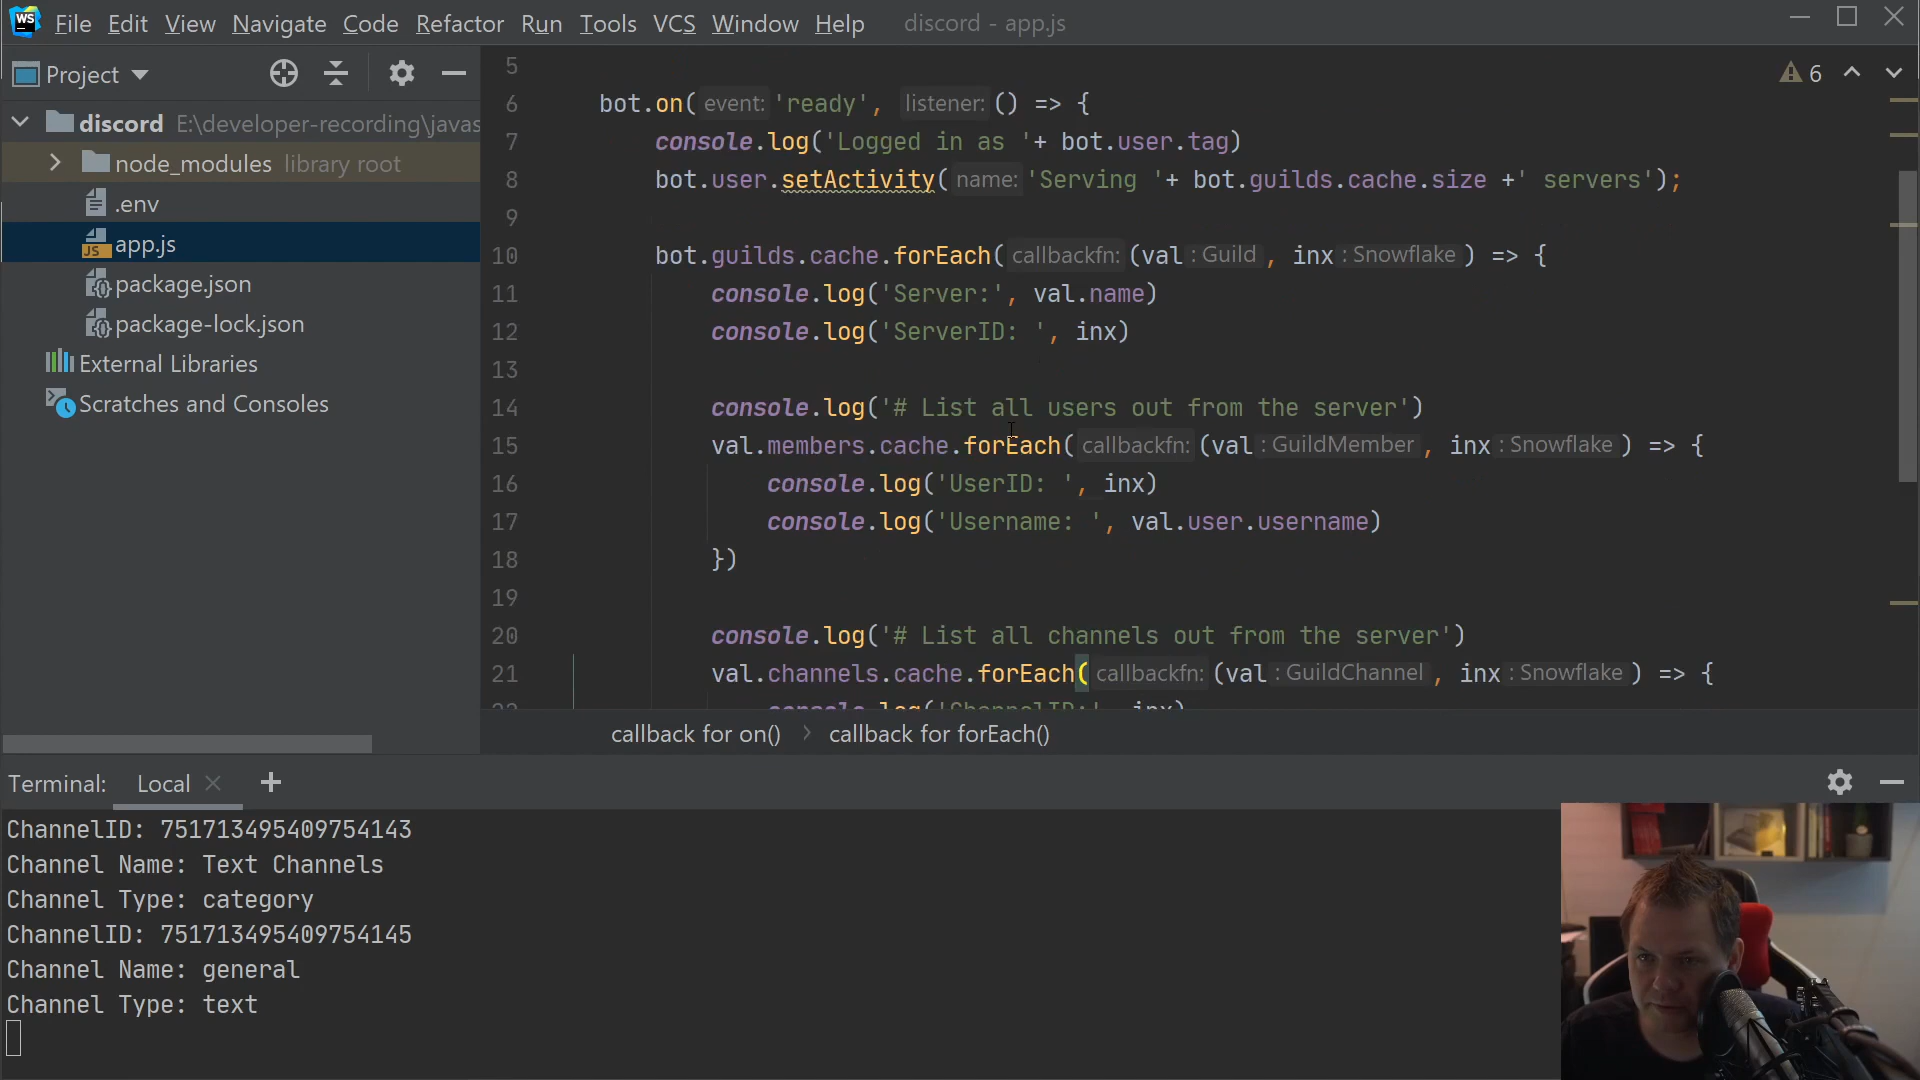 WS File Edit View Navigate Code Refactor Run Tools VCS Window Help discord - app.js
Project
discord E:\developer-recording\javas
node_modules library root
.env
JS app.js
package.json
package-lock.json
External Libraries
Scratches and Consoles
6
5
6 bot.on( event: 'ready', listener: () => {
7 console.log('Logged in as '+ bot.user.tag)
8 bot.user.setActivity( name: 'Serving '+ bot.guilds.cache.size +' servers');
9
10 bot.guilds.cache.forEach( callbackfn: (val : Guild , inx : Snowflake ) => {
11 console.log('Server:', val.name)
12 console.log('ServerID: ', inx)
13
14 console.log('# List all users out from the server')
15 val.members.cache.forEach( callbackfn: (val : GuildMember , inx : Snowflake ) => {
16 console.log('UserID: ', inx)
17 console.log('Username: ', val.user.username)
18 })
19
20 console.log('# List all channels out from the server')
21 val.channels.cache.forEach( callbackfn: (val : GuildChannel , inx : Snowflake ) => {
22 console.log('ChannelID:', inx)
callback for on() › callback for forEach()
Terminal: Local × +
ChannelID: 751713495409754143
Channel Name: Text Channels
Channel Type: category
ChannelID: 751713495409754145
Channel Name: general
Channel Type: text